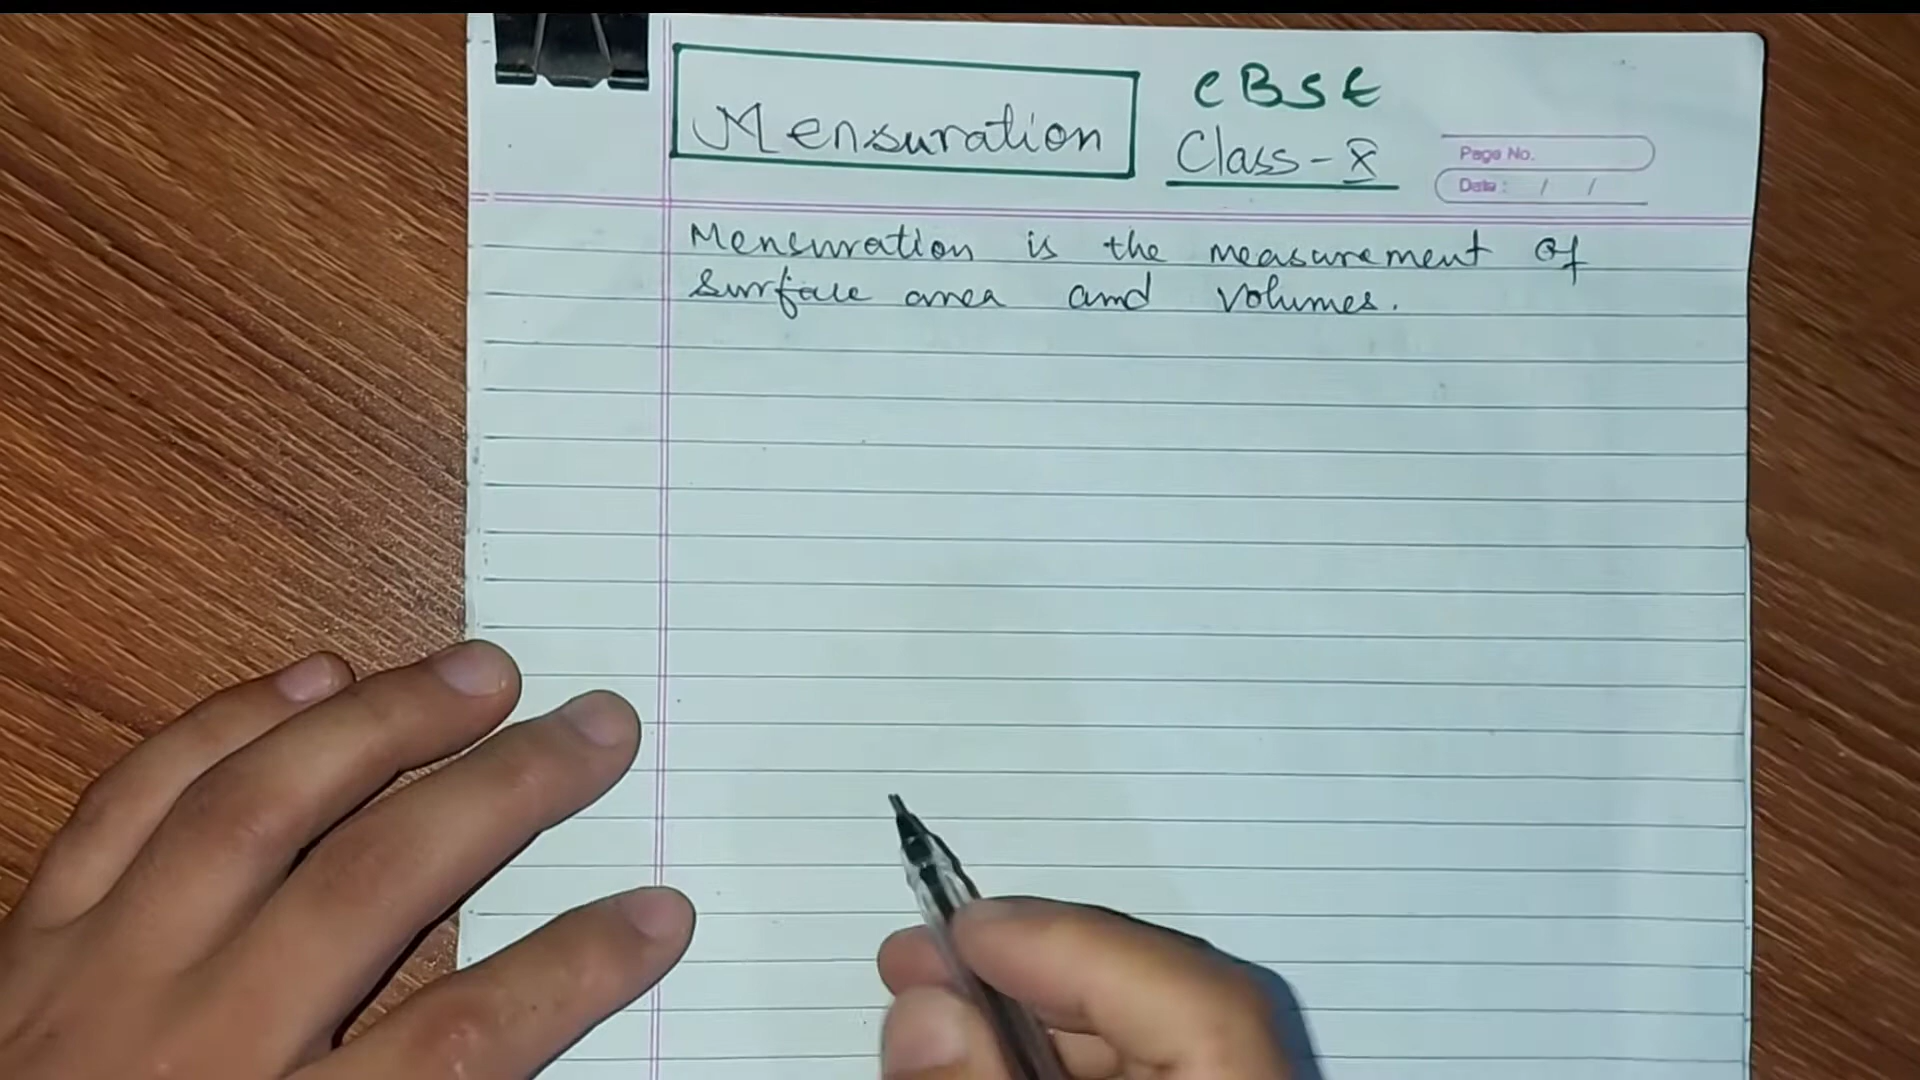 Mensuration
CBSE
Class-X
Page No.
Date: / /
Mensuration is the measurement of
surface area and volumes.